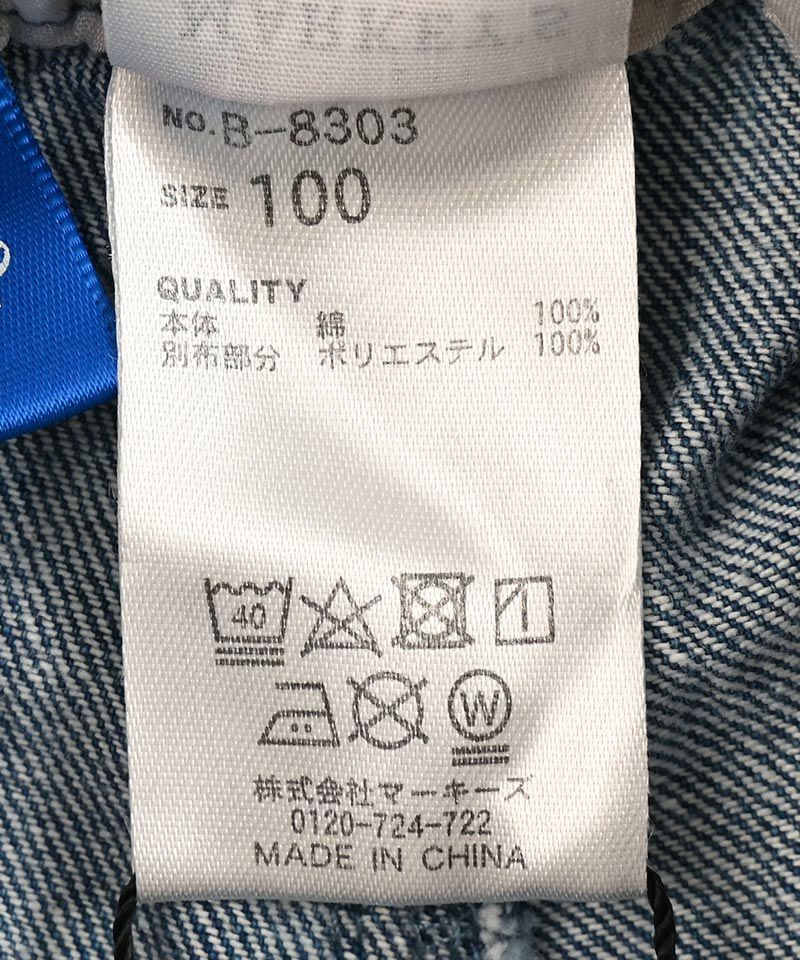 No. B-8303
SIZE 100
QUALITY
本体 綿 100%
別布部分 ポリエステル 100%
40
W
株式会社マーキーズ
0120-724-722
MADE IN CHINA